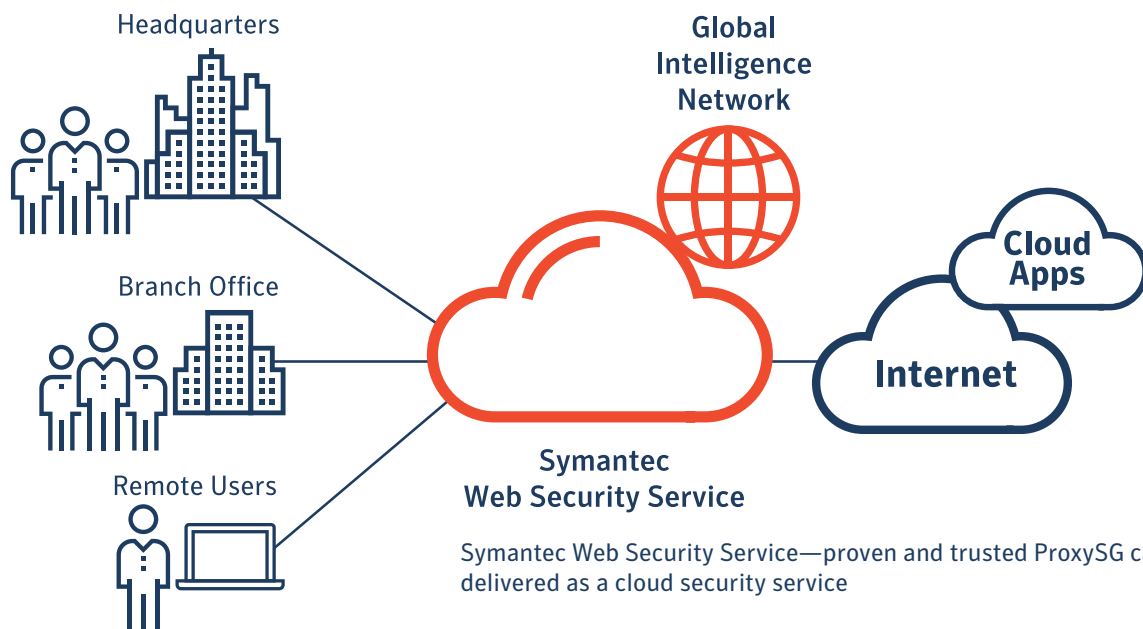 Headquarters
Global
Intelligence
Network
Cloud
Apps
Branch Office
Internet
Remote Users
Symantec
Web Security Service
Symantec Web Security Service—proven and trusted ProxySG
delivered as a cloud security service